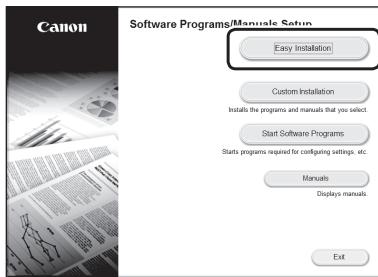 Canon
Software Programs/Manuals Setup
Easy Installation
Custom Installation
Installs the programs and manuals that you select.
Start Software Programs
Starts programs required for configuring settings, etc.
Manuals
Displays manuals.
Exit